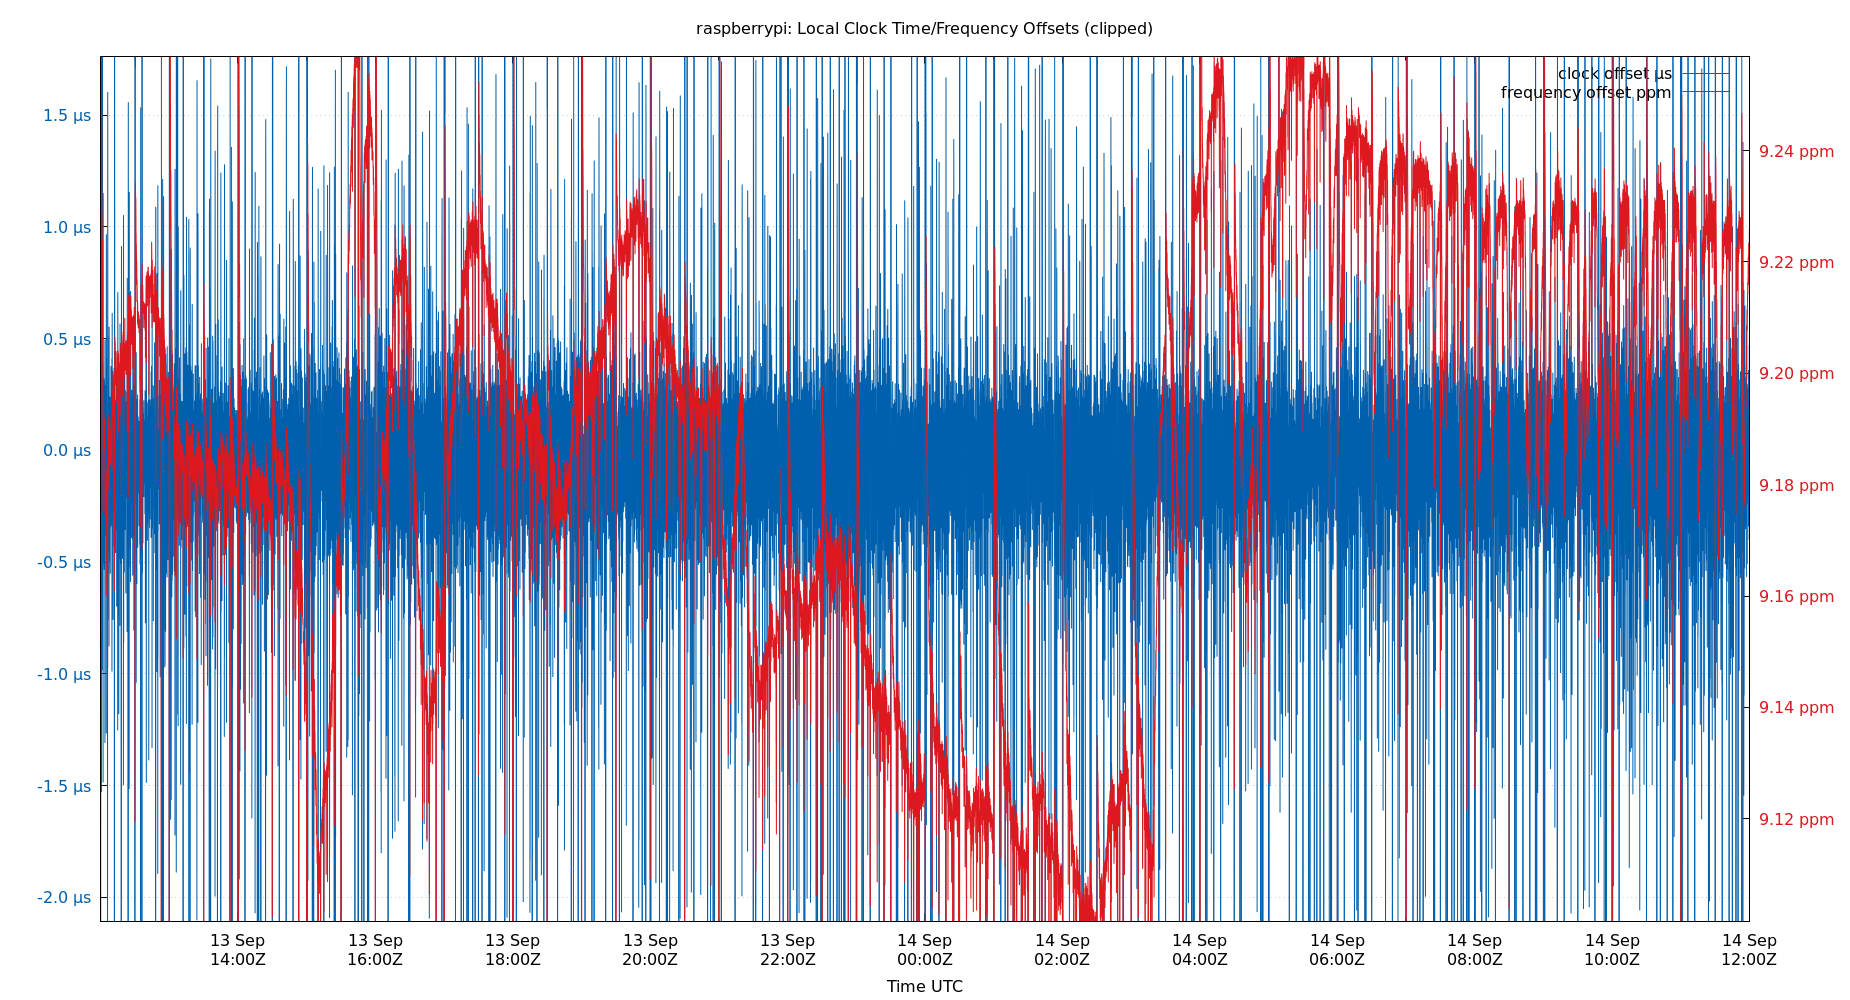 raspberrypi: Local Clock Time/Frequency Offsets (clipped)
clock offset µs
frequency offset ppm
1.5 µs
1.0 µs
0.5 µs
0.0 µs
-0.5 µs
-1.0 µs
-1.5 µs
-2.0 µs
9.24 ppm
9.22 ppm
9.20 ppm
9.18 ppm
9.16 ppm
9.14 ppm
9.12 ppm
13 Sep 13 Sep 13 Sep 13 Sep 13 Sep 14 Sep 14 Sep 14 Sep 14 Sep 14 Sep 14 Sep 14 Sep
14:00Z 16:00Z 18:00Z 20:00Z 22:00Z 00:00Z 02:00Z 04:00Z 06:00Z 08:00Z 10:00Z 12:00Z
Time UTC